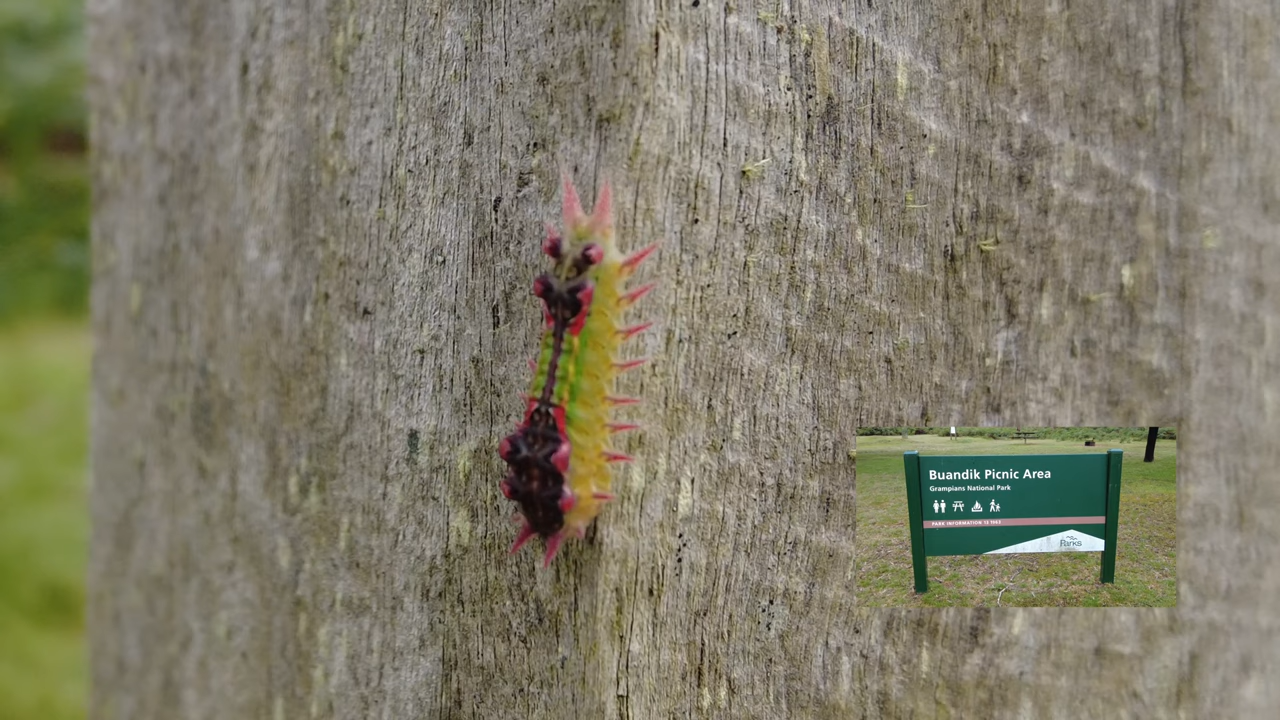 Buandik Picnic Area
Grampians National Park
PARK INFORMATION 13 1963
Parks